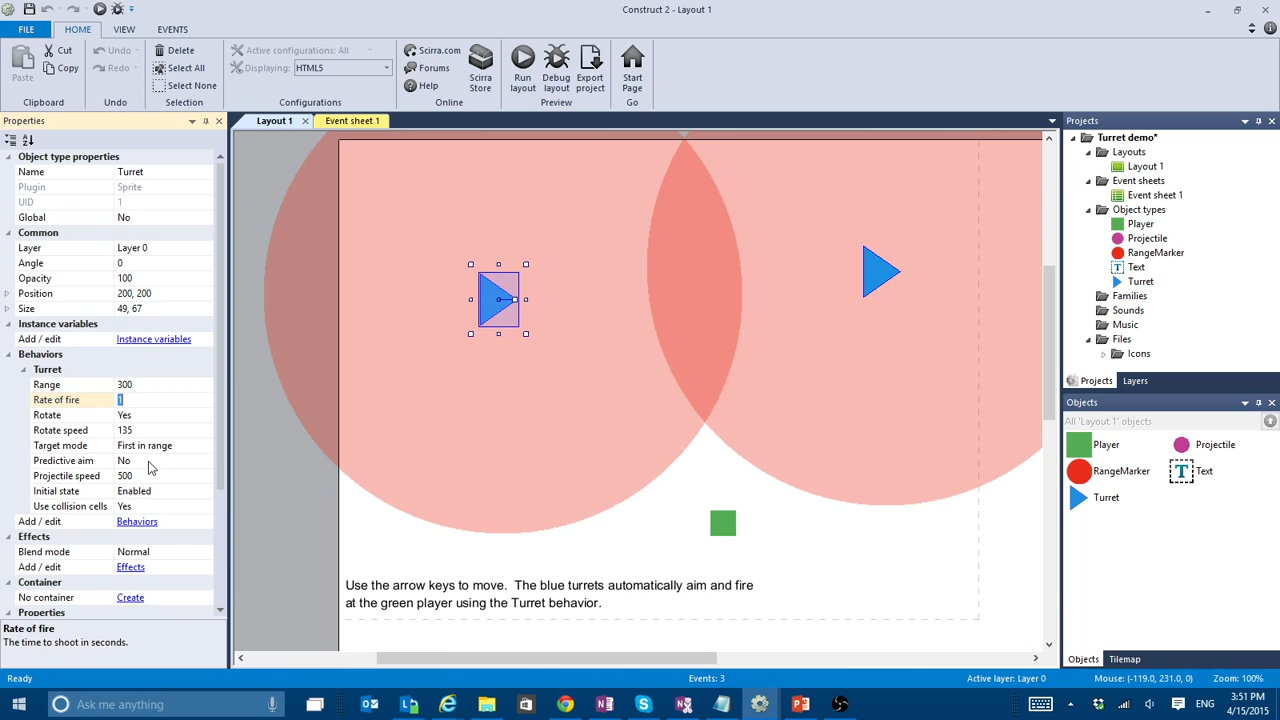 Construct 2 - Layout 1
FILE HOME VIEW EVENTS
Paste Cut Copy Undo Redo Delete Select All Select None Active configurations: All Displaying: HTML5 Scirra.com Forums Help Scirra Store Run layout Debug layout Export project Start Page
Clipboard Undo Selection Configurations Online Preview Go
Properties
Object type properties
Name Turret
Plugin Sprite
UID 1
Global No
Common
Layer Layer 0
Angle 0
Opacity 100
Position 200, 200
Size 49, 67
Instance variables
Add / edit Instance variables
Behaviors
Turret
Range 300
Rate of fire 1
Rotate Yes
Rotate speed 135
Target mode First in range
Predictive aim No
Projectile speed 500
Initial state Enabled
Use collision cells Yes
Add / edit Behaviors
Effects
Blend mode Normal
Add / edit Effects
Container
No container Create
Properties
Rate of fire
The time to shoot in seconds.
Layout 1 Event sheet 1
Use the arrow keys to move. The blue turrets automatically aim and fire
at the green player using the Turret behavior.
Projects
Turret demo*
Layouts
Layout 1
Event sheets
Event sheet 1
Object types
Player
Projectile
RangeMarker
T Text
Turret
Families
Sounds
Music
Files
Icons
Projects Layers
Objects
All 'Layout 1' objects
Player Projectile
RangeMarker T Text
Turret
Objects Tilemap
Ready Events: 3 Active layer: Layer 0 Mouse: (-119.0, 231.0, 0) Zoom: 100%
Ask me anything ENG 3:51 PM
4/15/2015